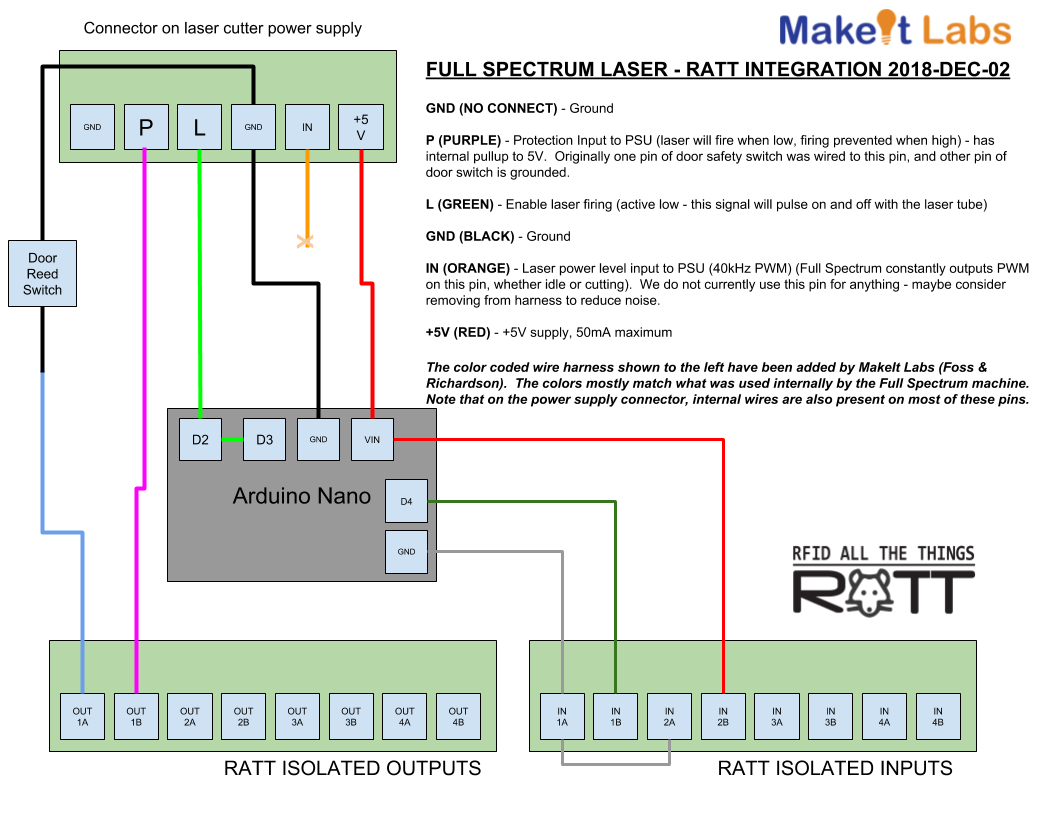 Connector on laser cutter power supply
MakeIt Labs
FULL SPECTRUM LASER - RATT INTEGRATION 2018-DEC-02
GND
P
L
GND
IN
+5
V
GND (NO CONNECT) - Ground
P (PURPLE) - Protection Input to PSU (laser will fire when low, firing prevented when high) - has
internal pullup to 5V. Originally one pin of door safety switch was wired to this pin, and other pin of
door switch is grounded.
L (GREEN) - Enable laser firing (active low - this signal will pulse on and off with the laser tube)
GND (BLACK) - Ground
IN (ORANGE) - Laser power level input to PSU (40kHz PWM) (Full Spectrum constantly outputs PWM
on this pin, whether idle or cutting). We do not currently use this pin for anything - maybe consider
removing from harness to reduce noise.
+5V (RED) - +5V supply, 50mA maximum
The color coded wire harness shown to the left have been added by MakeIt Labs (Foss &
Richardson). The colors mostly match what was used internally by the Full Spectrum machine.
Note that on the power supply connector, internal wires are also present on most of these pins.
Door
Reed
Switch
D2
D3
GND
VIN
Arduino Nano
D4
GND
RFID ALL THE THINGS
RATT
OUT
1A
OUT
1B
OUT
2A
OUT
2B
OUT
3A
OUT
3B
OUT
4A
OUT
4B
RATT ISOLATED OUTPUTS
IN
1A
IN
1B
IN
2A
IN
2B
IN
3A
IN
3B
IN
4A
IN
4B
RATT ISOLATED INPUTS